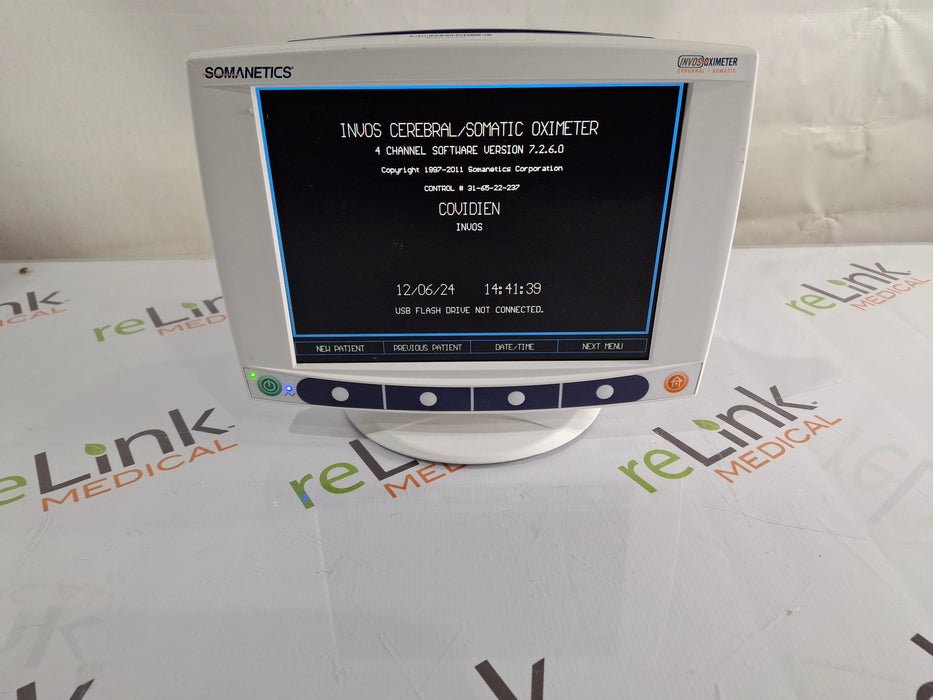 SOMANETICS
INVOS OXIMETER
CEREBRAL / SOMATIC
INVOS CEREBRAL/SOMATIC OXIMETER
4 CHANNEL SOFTWARE VERSION 7.2.6.0
Copyright 1997-2011 Somanetics Corporation
CONTROL # 31-65-22-237
COVIDIEN
INVOS
12/06/24 14:41:39
USB FLASH DRIVE NOT CONNECTED.
NEW PATIENT PREVIOUS PATIENT DATE/TIME NEXT MENU
reLink
MEDICAL
reLink
MEDICAL
reLink
MEDICAL
reLink
MEDICAL
reLink
MEDICAL